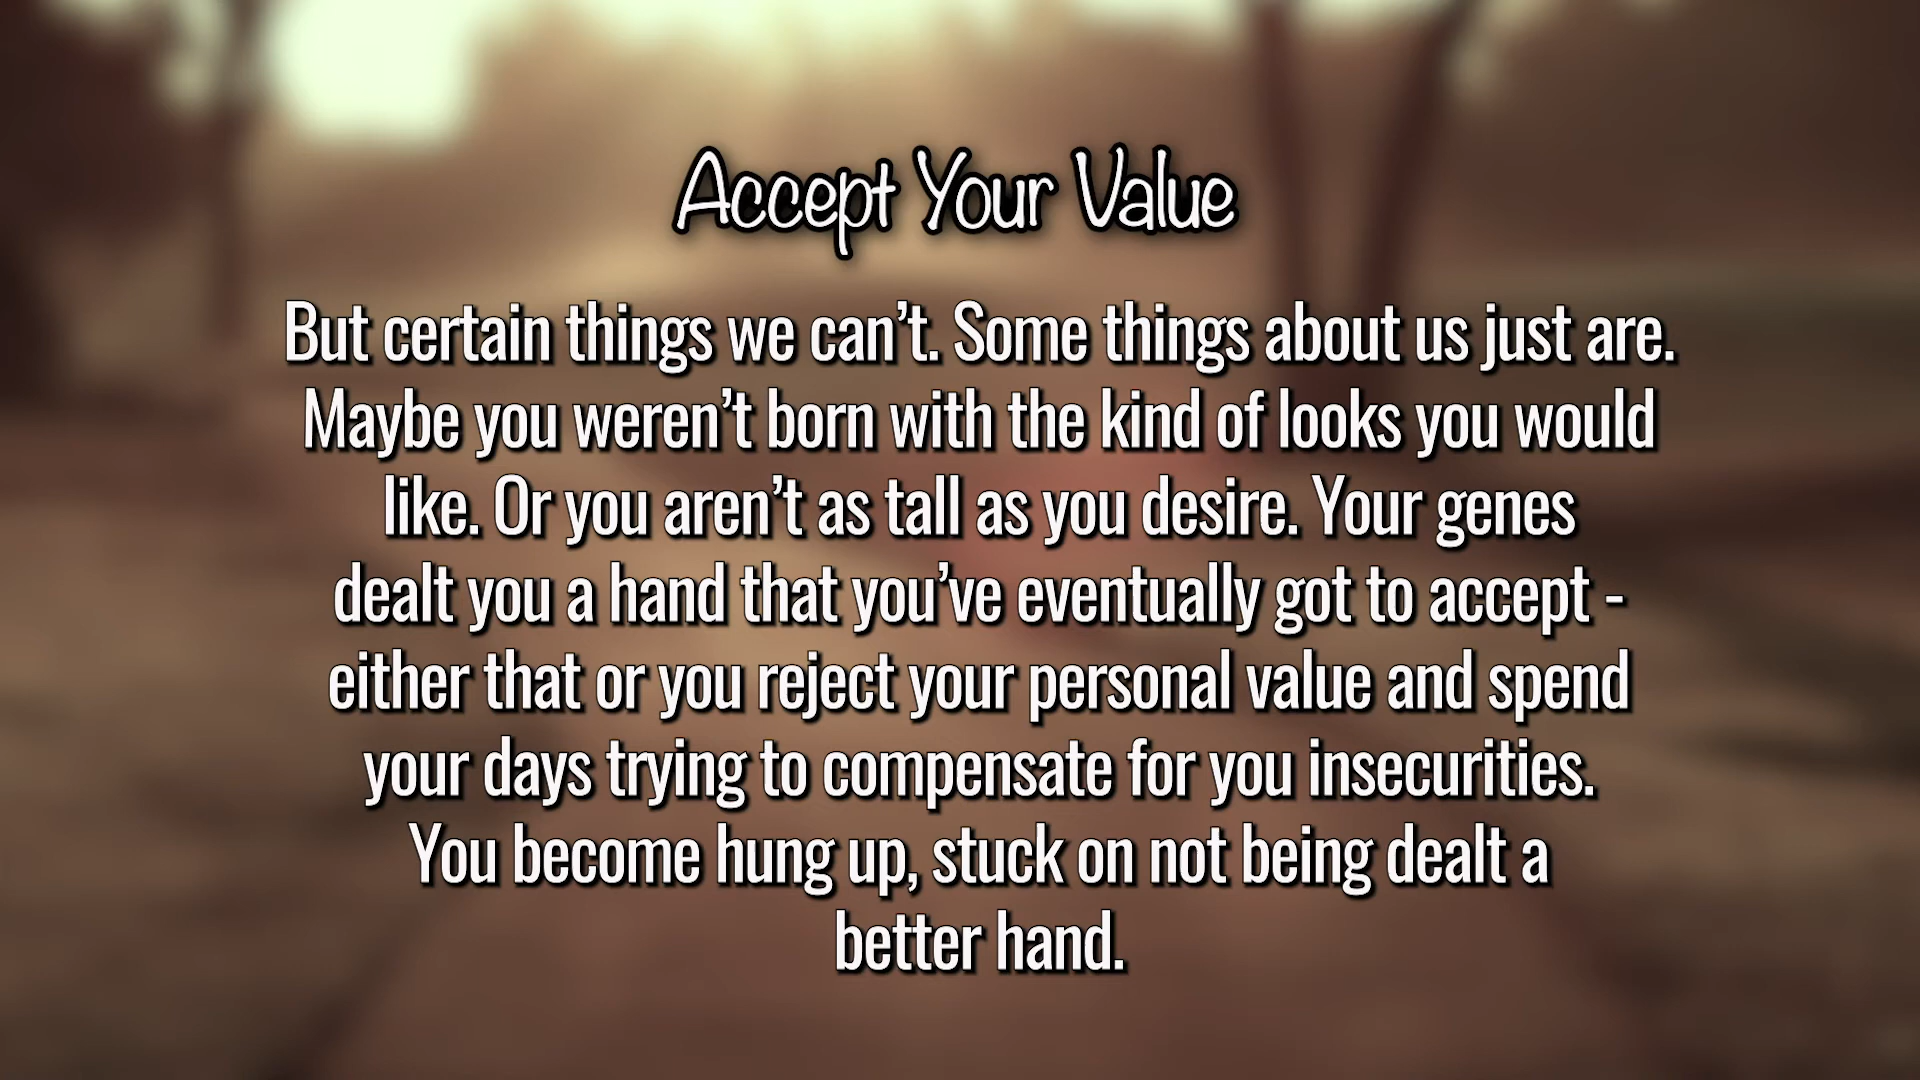 Accept Your Value
But certain things we can’t. Some things about us just are.
Maybe you weren’t born with the kind of looks you would
like. Or you aren’t as tall as you desire. Your genes
dealt you a hand that you’ve eventually got to accept -
either that or you reject your personal value and spend
your days trying to compensate for you insecurities.
You become hung up, stuck on not being dealt a
better hand.